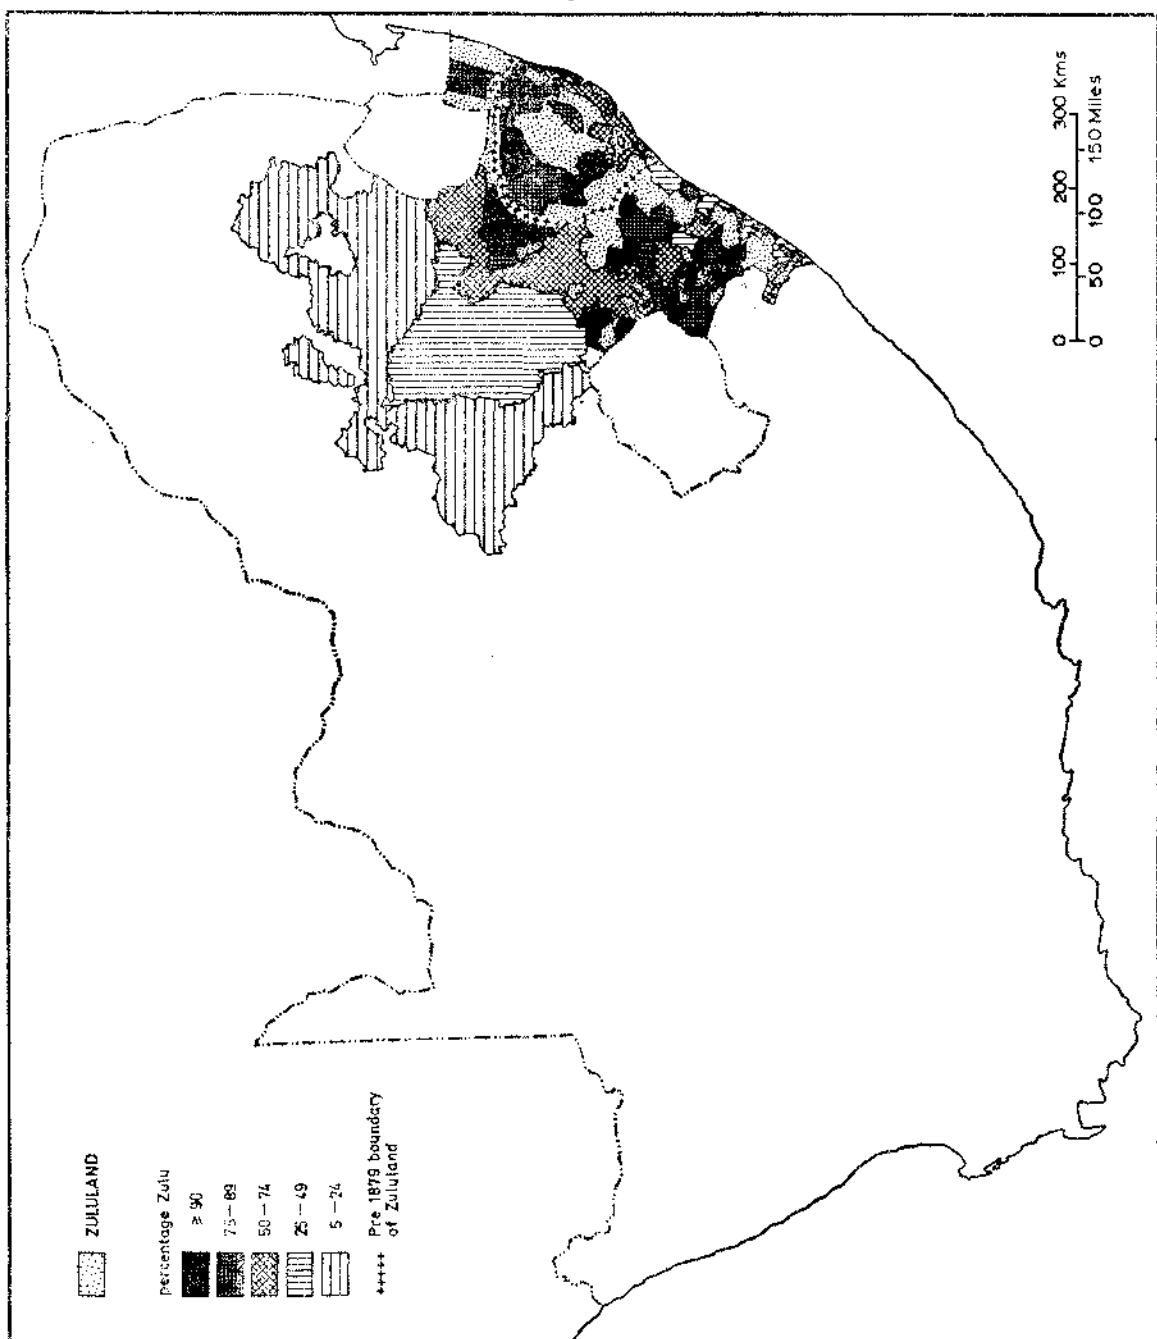 ZULULAND
percentage Zulu
≥ 90
75 – 89
50 – 74
25 – 49
5 – 24
Pre 1879 boundary
of Zululand
0 100 200 300 Kms
0 50 100 150 Miles